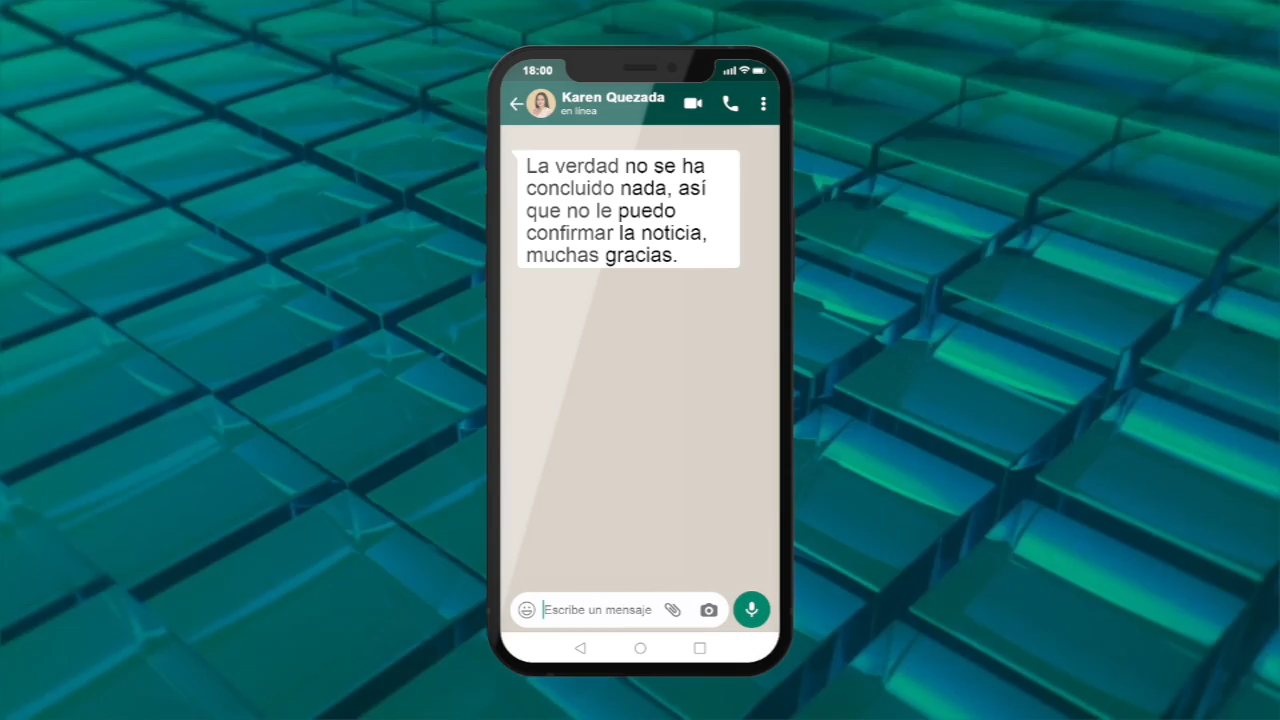 18:00
Karen Quezada
en línea
La verdad no se ha
concluido nada, así
que no le puedo
confirmar la noticia,
muchas gracias.
Escribe un mensaje